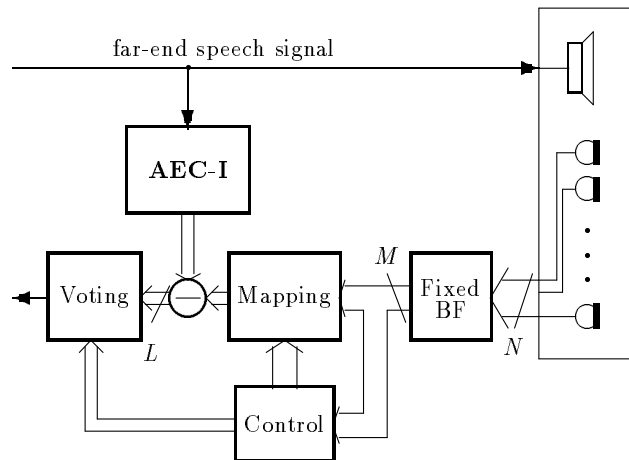 far-end speech signal
AEC-I
M
Voting
Mapping
Fixed
BF
L
N
Control